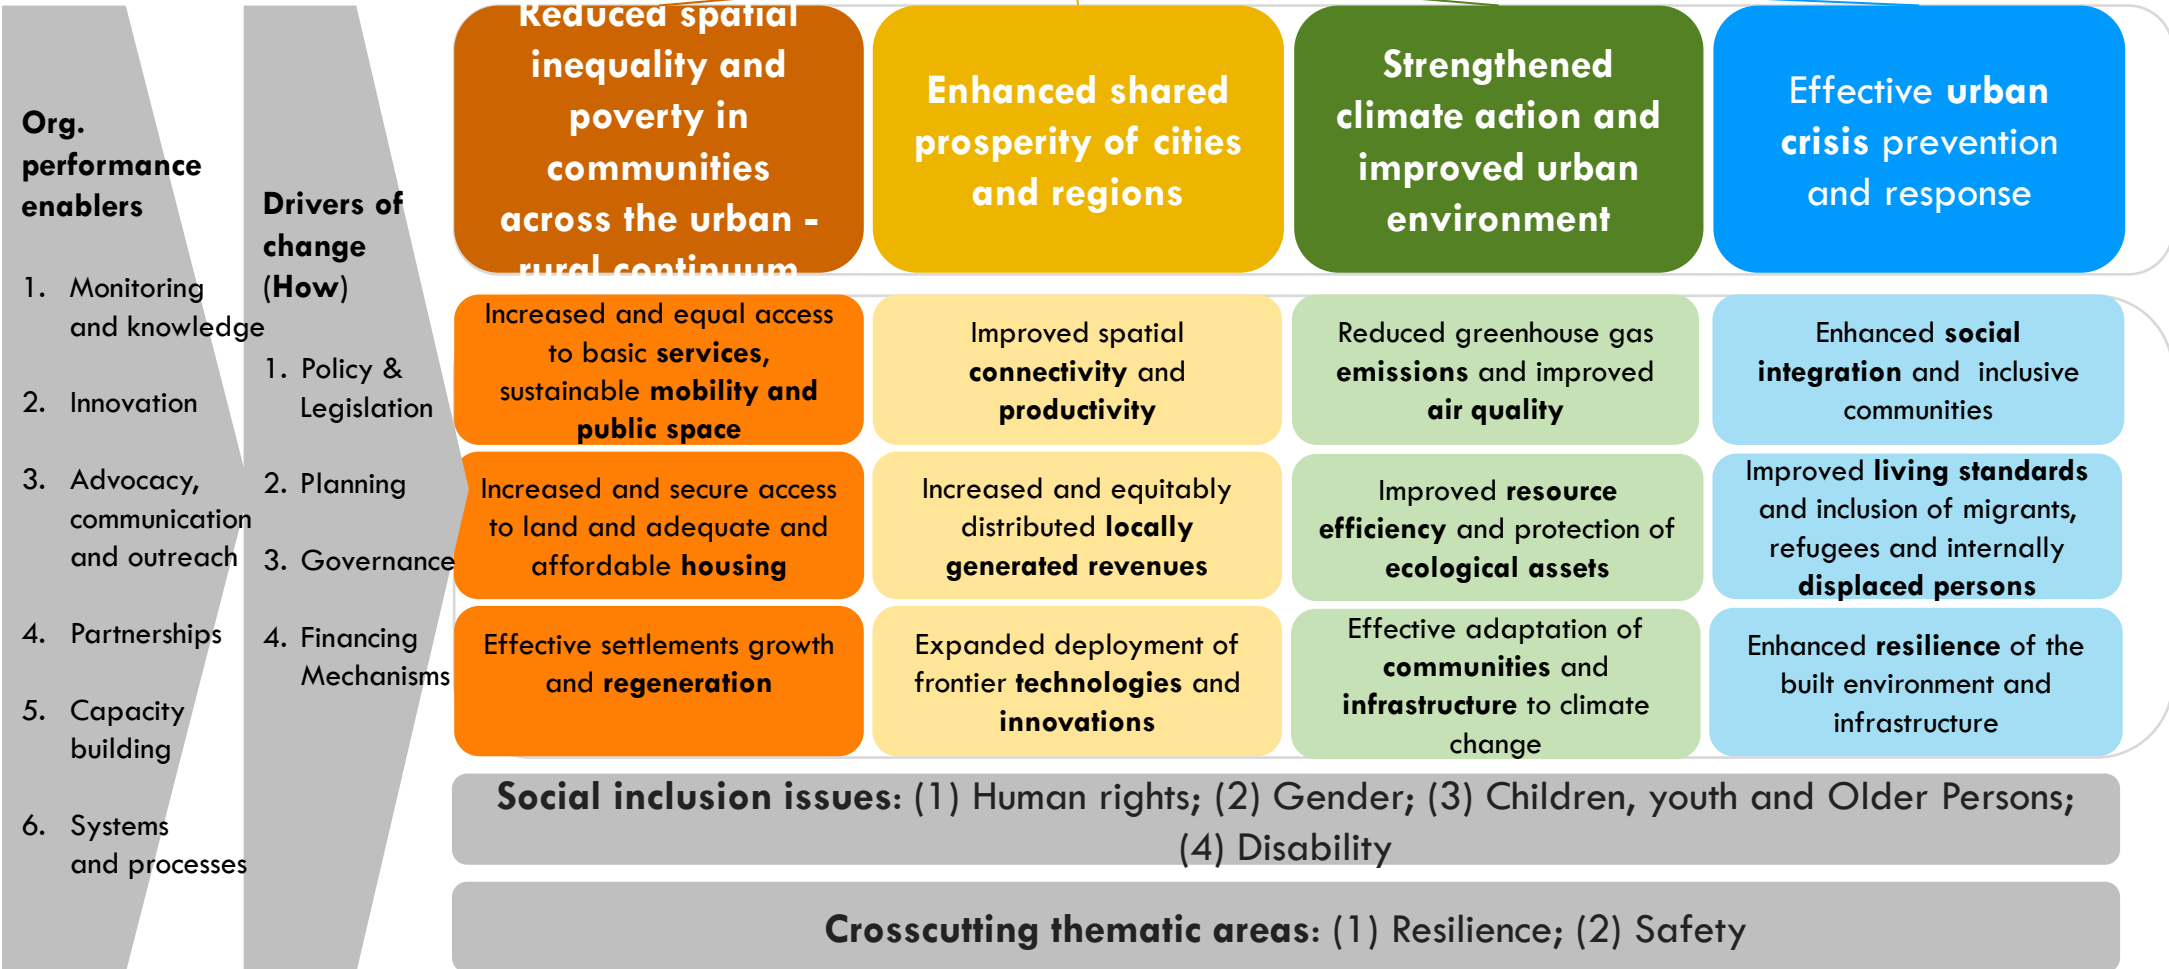 Org.
performance
enablers
1. Monitoring
and knowledge
2. Innovation
3. Advocacy,
communication
and outreach
4. Partnerships
5. Capacity
building
6. Systems
and processes
Drivers of
change
(How)
1. Policy &
Legislation
2. Planning
3. Governance
4. Financing
Mechanisms
Reduced spatial
inequality and
poverty in
communities
across the urban -
rural continuum
Enhanced shared
prosperity of cities
and regions
Strengthened
climate action and
improved urban
environment
Effective urban
crisis prevention
and response
Increased and equal access
to basic services,
sustainable mobility and
public space
Improved spatial
connectivity and
productivity
Reduced greenhouse gas
emissions and improved
air quality
Enhanced social
integration and  inclusive
communities
Increased and secure access
to land and adequate and
affordable housing
Increased and equitably
distributed locally
generated revenues
Improved resource
efficiency and protection of
ecological assets
Improved living standards
and inclusion of migrants,
refugees and internally
displaced persons
Effective settlements growth
and regeneration
Expanded deployment of
frontier technologies and
innovations
Effective adaptation of
communities and
infrastructure to climate
change
Enhanced resilience of the
built environment and
infrastructure
Social inclusion issues: (1) Human rights; (2) Gender; (3) Children, youth and Older Persons;
(4) Disability
Crosscutting thematic areas: (1) Resilience; (2) Safety